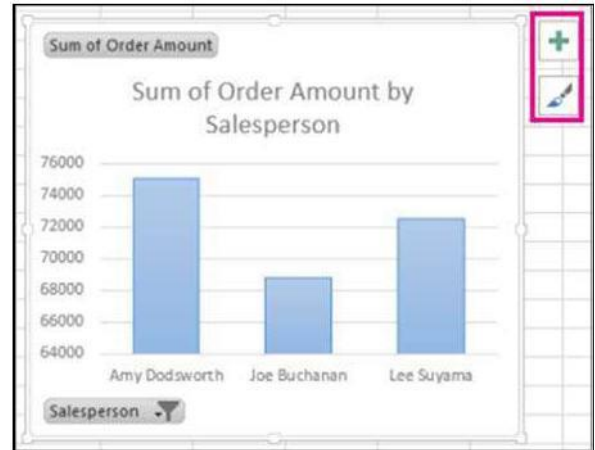 Sum of Order Amount
Sum of Order Amount by
Salesperson
76000
74000
72000
70000
68000
66000
64000
Amy Dodsworth Joe Buchanan Lee Suyama
Salesperson